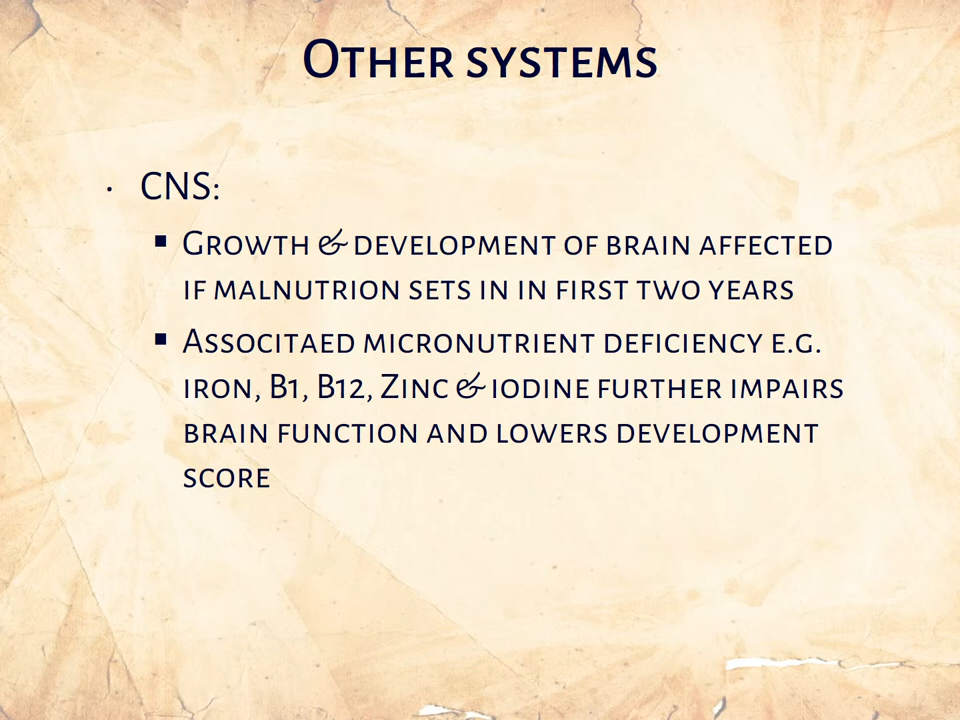 Other systems
· CNS:
▪ Growth & development of brain affected
if malnutrion sets in in first two years
▪ Associtaed micronutrient deficiency e.g.
iron, B1, B12, Zinc & iodine further impairs
brain function and lowers development
score